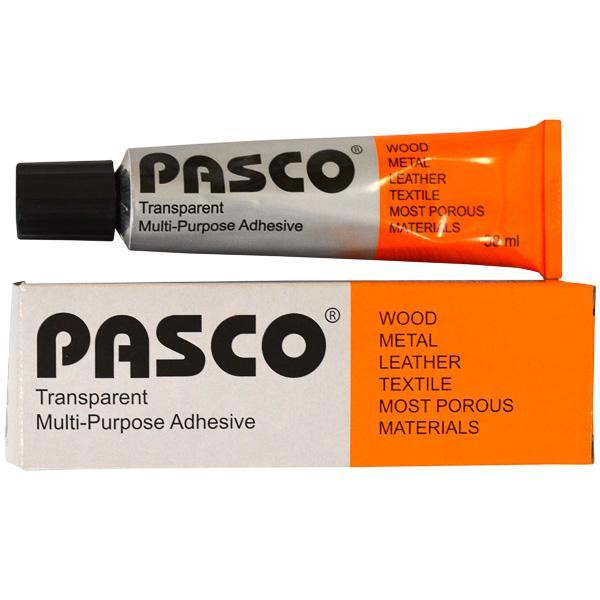 PASCO®
Transparent
Multi-Purpose Adhesive
WOOD
METAL
LEATHER
TEXTILE
MOST POROUS
MATERIALS
ml
PASCO®
Transparent
Multi-Purpose Adhesive
WOOD
METAL
LEATHER
TEXTILE
MOST POROUS
MATERIALS